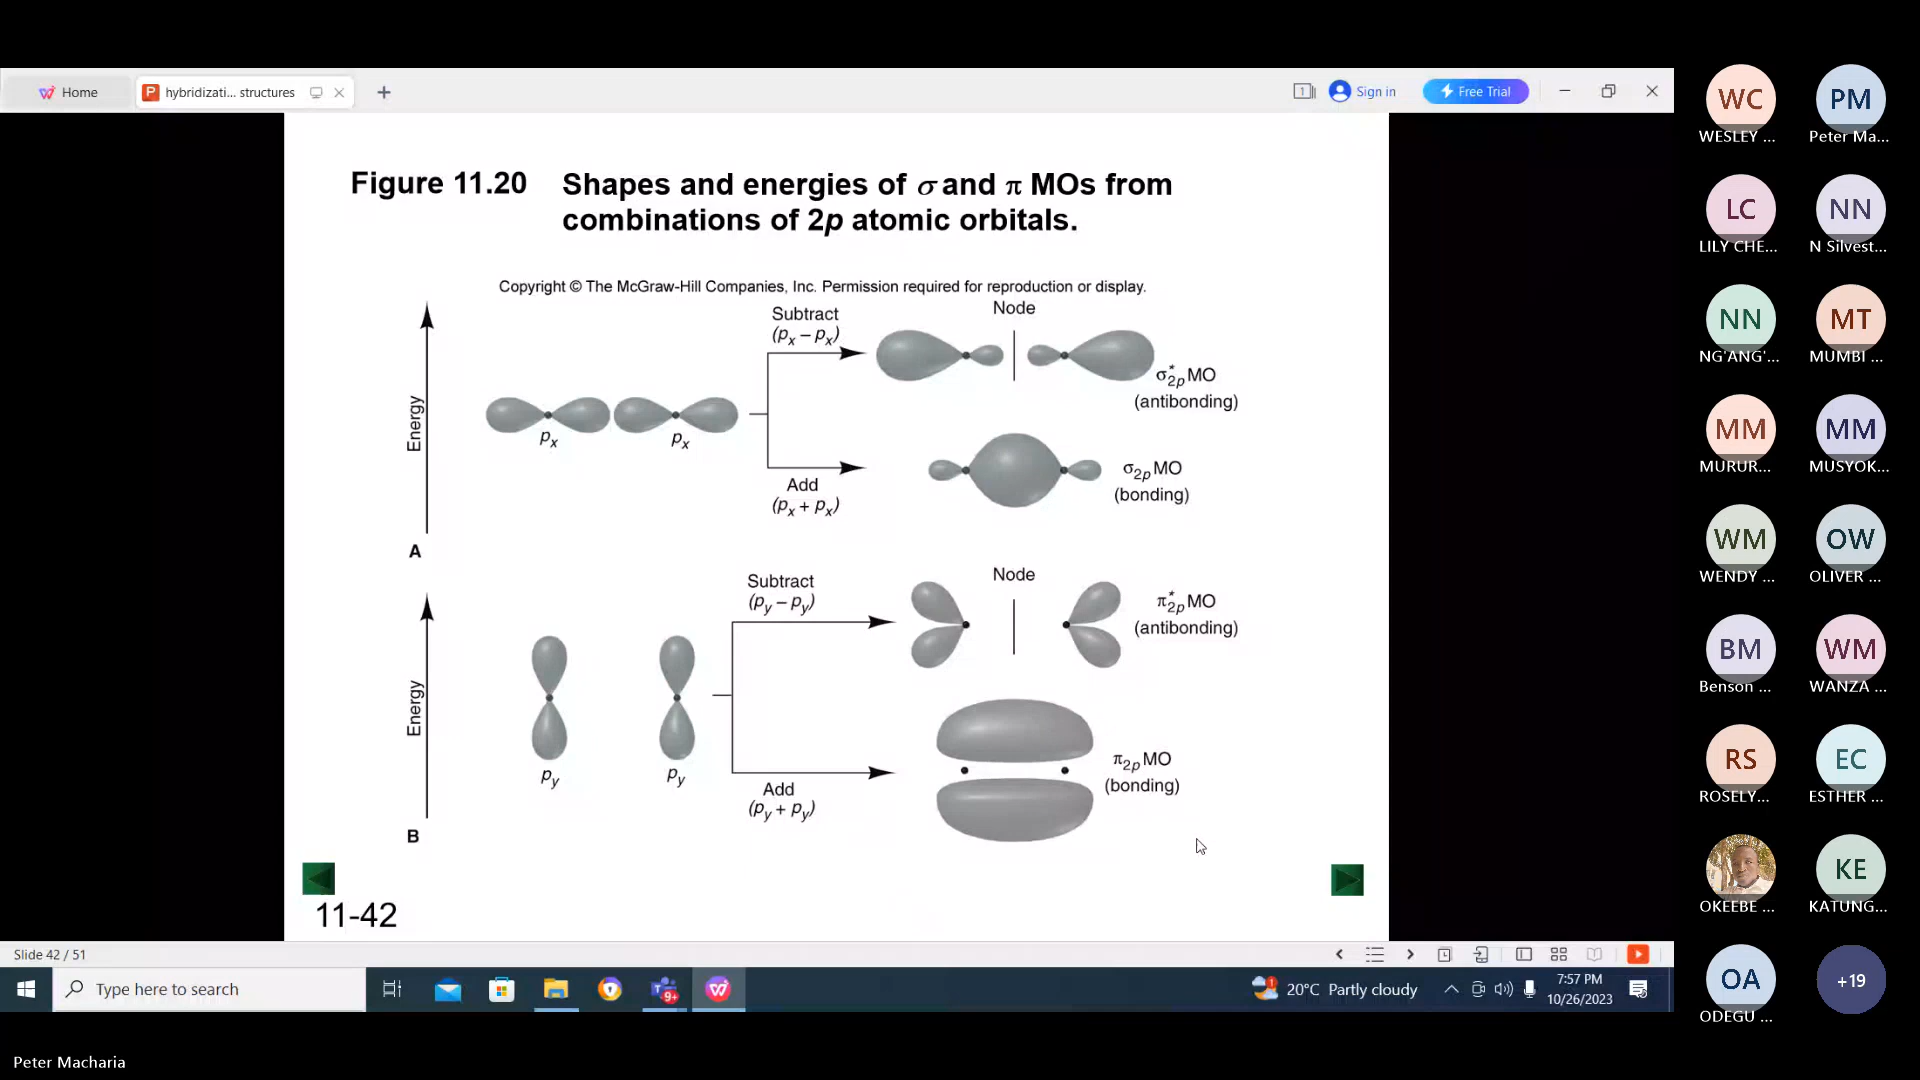 Home
hybridizati... structures
Sign in
Free Trial
Figure 11.20 Shapes and energies of σ and π MOs from
combinations of 2p atomic orbitals.
Copyright © The McGraw-Hill Companies, Inc. Permission required for reproduction or display.
Subtract
(px – px)
Node
σ*2p MO
(antibonding)
Energy
px
px
Add
(px + px)
σ2p MO
(bonding)
A
Subtract
(py – py)
Node
π*2p MO
(antibonding)
Energy
py
py
Add
(py + py)
π2p MO
(bonding)
B
11-42
Slide 42 / 51
Type here to search
9+
1
20°C Partly cloudy
7:57 PM
10/26/2023
Peter Macharia
WC
WESLEY ...
PM
Peter Ma...
LC
LILY CHE...
NN
N Silvest...
NN
NG'ANG'...
MT
MUMBI ...
MM
MURUR...
MM
MUSYOK...
WM
WENDY ...
OW
OLIVER ...
BM
Benson ...
WM
WANZA ...
RS
ROSELY...
EC
ESTHER ...
OKEEBE ...
KE
KATUNG...
OA
ODEGU ...
+19